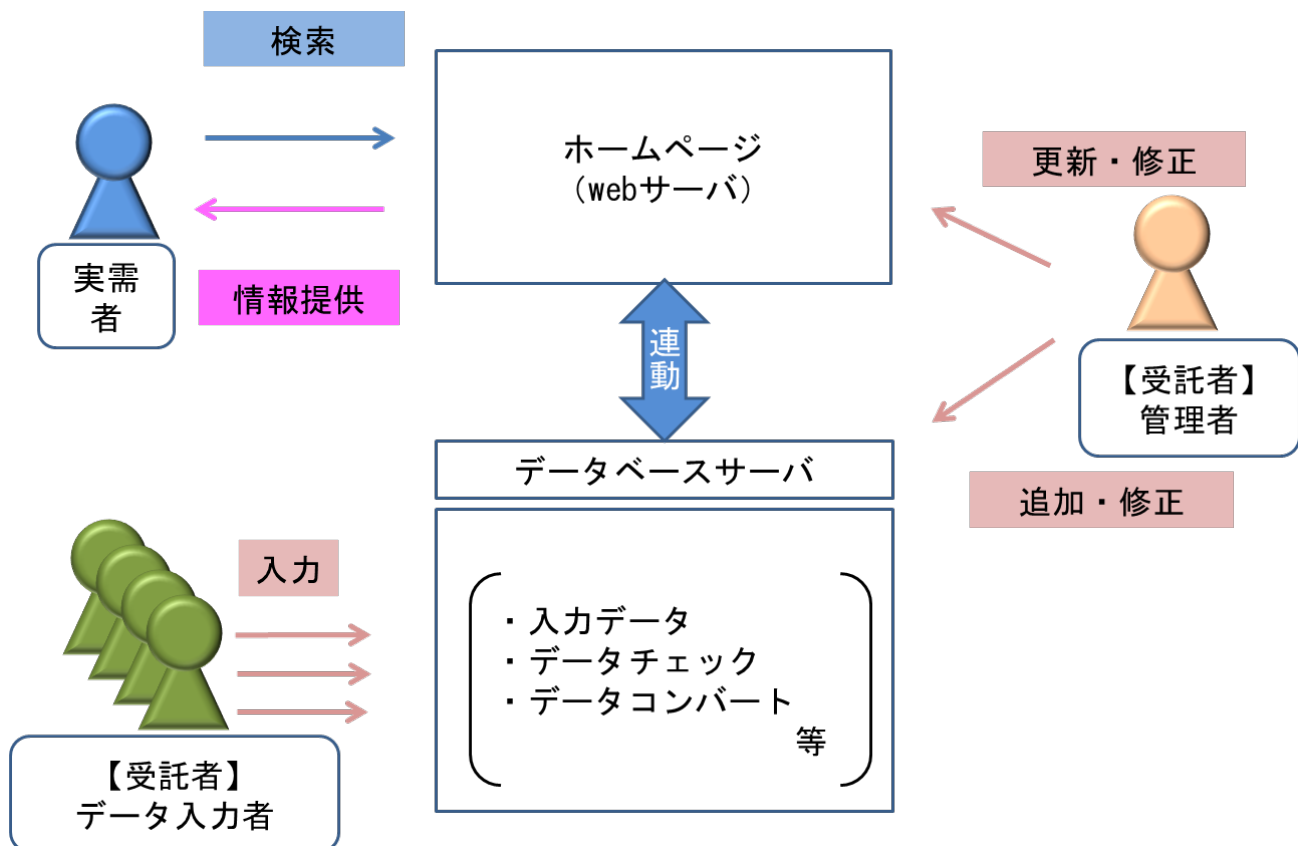 検索
ホームページ
（webサーバ）
更新・修正
実需
者
情報提供
連
動
【受託者】
管理者
データベースサーバ
追加・修正
入力
・入力データ
・データチェック
・データコンバート
等
【受託者】
データ入力者